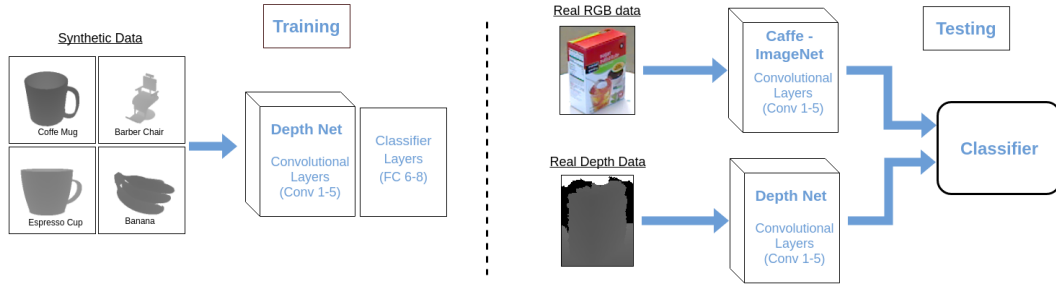 Training
Synthetic Data
Coffe Mug
Barber Chair
Espresso Cup
Banana
Depth Net
Convolutional
Layers
(Conv 1-5)
Classifier
Layers
(FC 6-8)
Real RGB data
Caffe -
ImageNet
Convolutional
Layers
(Conv 1-5)
Testing
Real Depth Data
Depth Net
Convolutional
Layers
(Conv 1-5)
Classifier